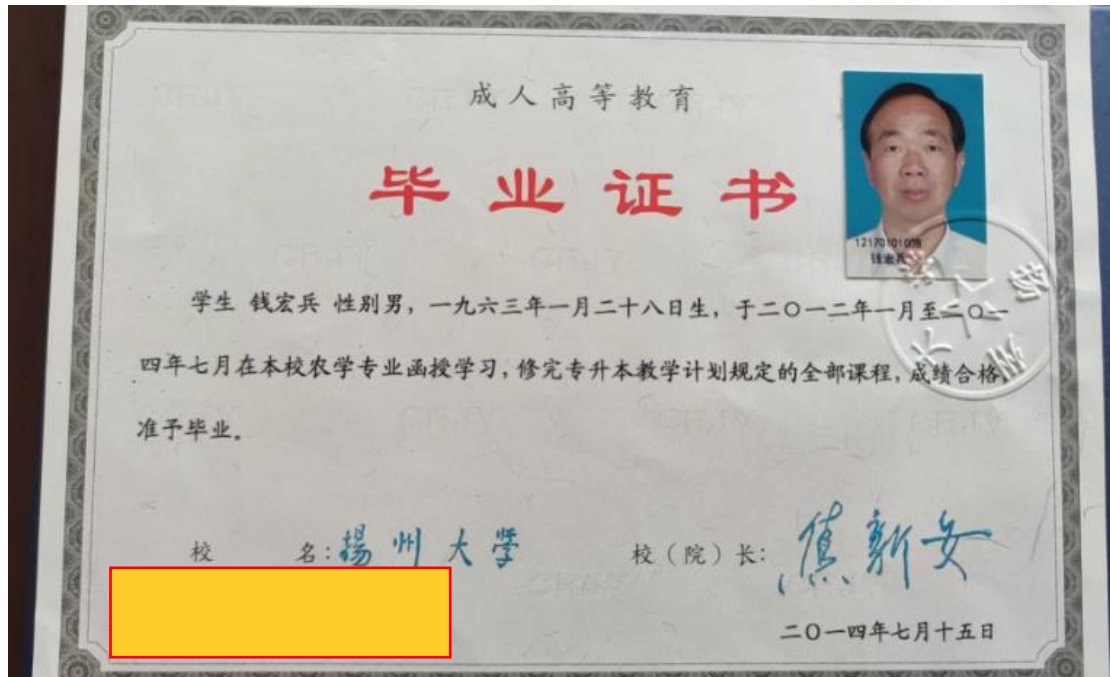 成人高等教育
毕业证书
12170101009
钱宏兵
学生 钱宏兵 性别男，一九六三年一月二十八日生，于二〇一二年一月至二〇一
四年七月在本校农学专业函授学习，修完专升本教学计划规定的全部课程，成绩合格，
准予毕业。
校 名：揚州大学 校（院）长：焦新安
二〇一四年七月十五日